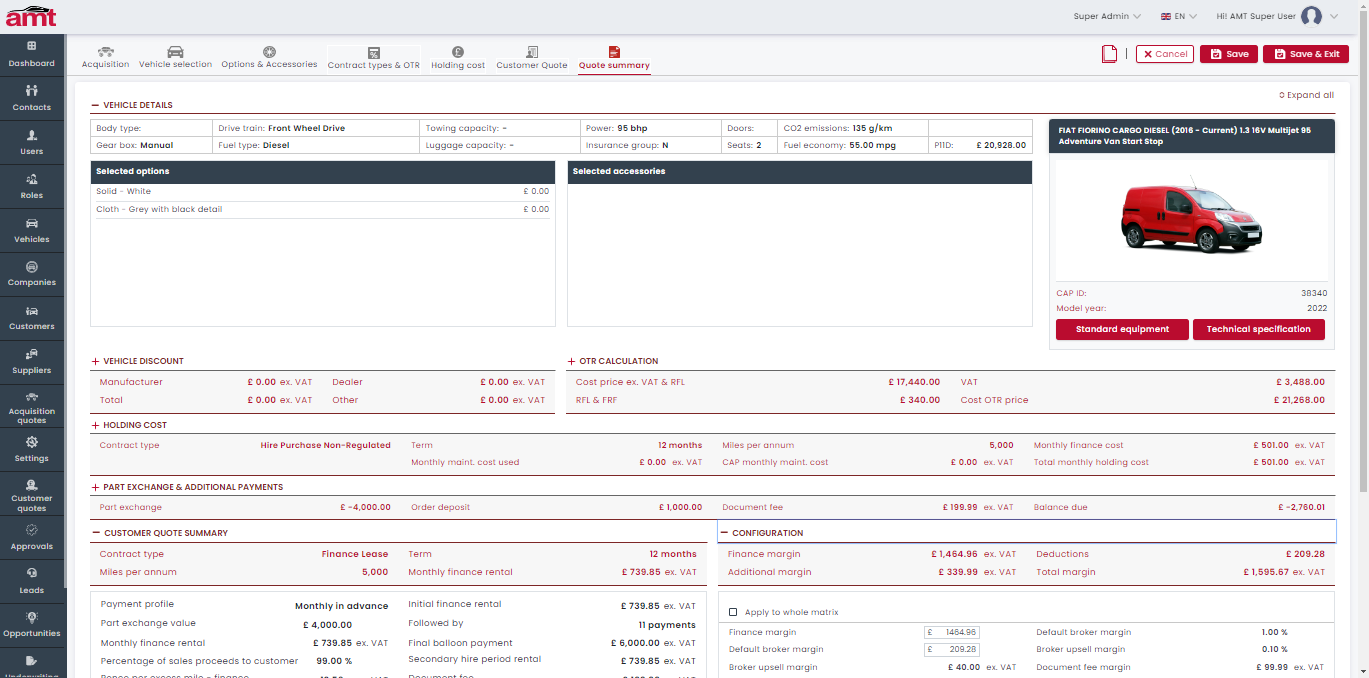 amt
Super Admin
EN
Hi! AMT Super User
Dashboard
Contacts
Users
Roles
Vehicles
Companies
Customers
Suppliers
Acquisition
quotes
Settings
Customer
quotes
Approvals
Leads
Opportunities
Underwriting
Acquisition Vehicle selection Options & Accessories Contract types & OTR Holding cost Customer Quote Quote summary
Cancel Save Save & Exit
Expand all
VEHICLE DETAILS
Body type: Drive train: Front Wheel Drive Towing capacity: - Power: 95 bhp Doors: CO2 emissions: 135 g/km
Gear box: Manual Fuel type: Diesel Luggage capacity: - Insurance group: N Seats: 2 Fuel economy: 55.00 mpg P11D: £ 20,928.00
FIAT FIORINO CARGO DIESEL (2016 - Current) 1.3 16V Multijet 95
Adventure Van Start Stop
Selected options
Solid - White £ 0.00
Cloth - Grey with black detail £ 0.00
Selected accessories
CAP ID: 38340
Model year: 2022
Standard equipment Technical specification
VEHICLE DISCOUNT
Manufacturer £ 0.00 ex. VAT Dealer £ 0.00 ex. VAT
Total £ 0.00 ex. VAT Other £ 0.00 ex. VAT
OTR CALCULATION
Cost price ex. VAT & RFL £ 17,440.00 VAT £ 3,488.00
RFL & FRF £ 340.00 Cost OTR price £ 21,268.00
HOLDING COST
Contract type Hire Purchase Non-Regulated Term 12 months Miles per annum 5,000 Monthly finance cost £ 501.00 ex. VAT
Monthly maint. cost used £ 0.00 ex. VAT CAP monthly maint. cost £ 0.00 ex. VAT Total monthly holding cost £ 501.00 ex. VAT
PART EXCHANGE & ADDITIONAL PAYMENTS
Part exchange £ -4,000.00 Order deposit £ 1,000.00 Document fee £ 199.99 ex. VAT Balance due £ -2,760.01
CUSTOMER QUOTE SUMMARY
Contract type Finance Lease Term 12 months
Miles per annum 5,000 Monthly finance rental £ 739.85 ex. VAT
Payment profile Monthly in advance Initial finance rental £ 739.85 ex. VAT
Part exchange value £ 4,000.00 Followed by 11 payments
Monthly finance rental £ 739.85 ex. VAT Final balloon payment £ 6,000.00 ex. VAT
Percentage of sales proceeds to customer 99.00 % Secondary hire period rental £ 739.85 ex. VAT
Pence per excess mile - finance Document fee
CONFIGURATION
Finance margin £ 1,464.96 ex. VAT Deductions £ 209.28
Additional margin £ 339.99 ex. VAT Total margin £ 1,595.67 ex. VAT
Apply to whole matrix
Finance margin £ 1464.96 Default broker margin 1.00 %
Default broker margin £ 209.28 Broker upsell margin 0.10 %
Broker upsell margin £ 40.00 ex. VAT Document fee margin £ 99.99 ex. VAT